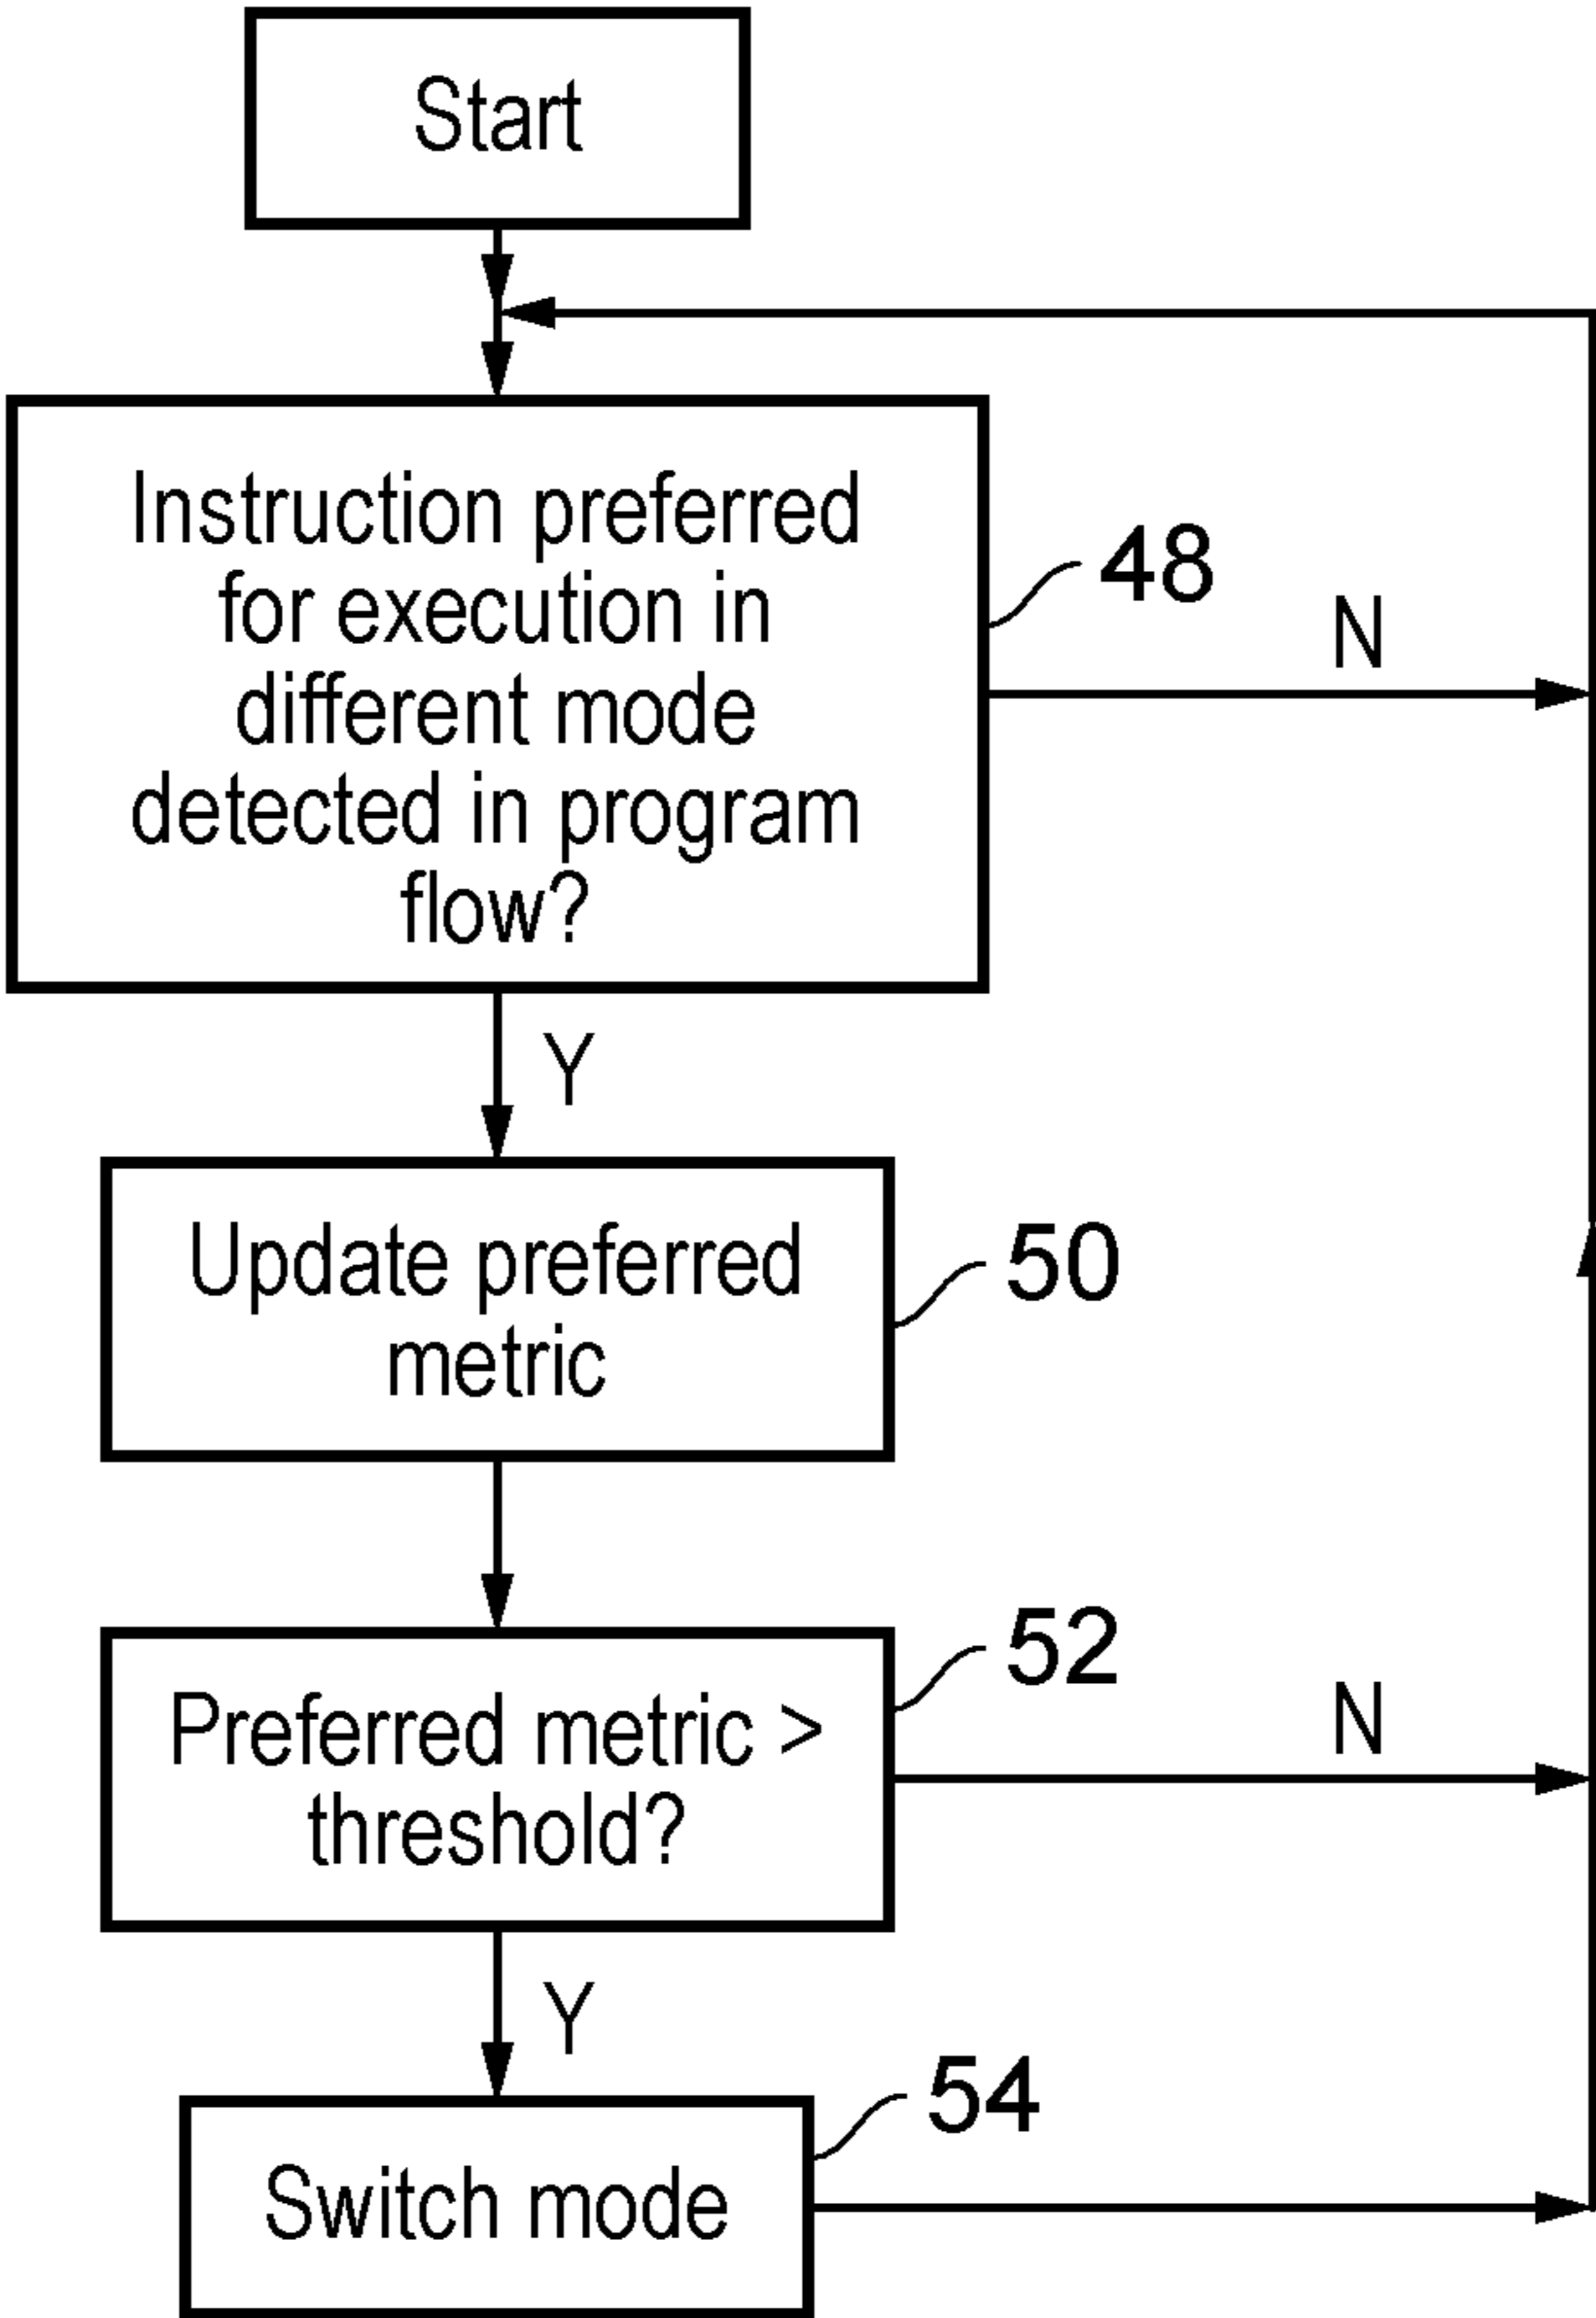 Start
Instruction preferred
for execution in
different mode
detected in program
flow?
48
N
Y
Update preferred
metric
50
Preferred metric >
threshold?
52
N
Y
Switch mode
54